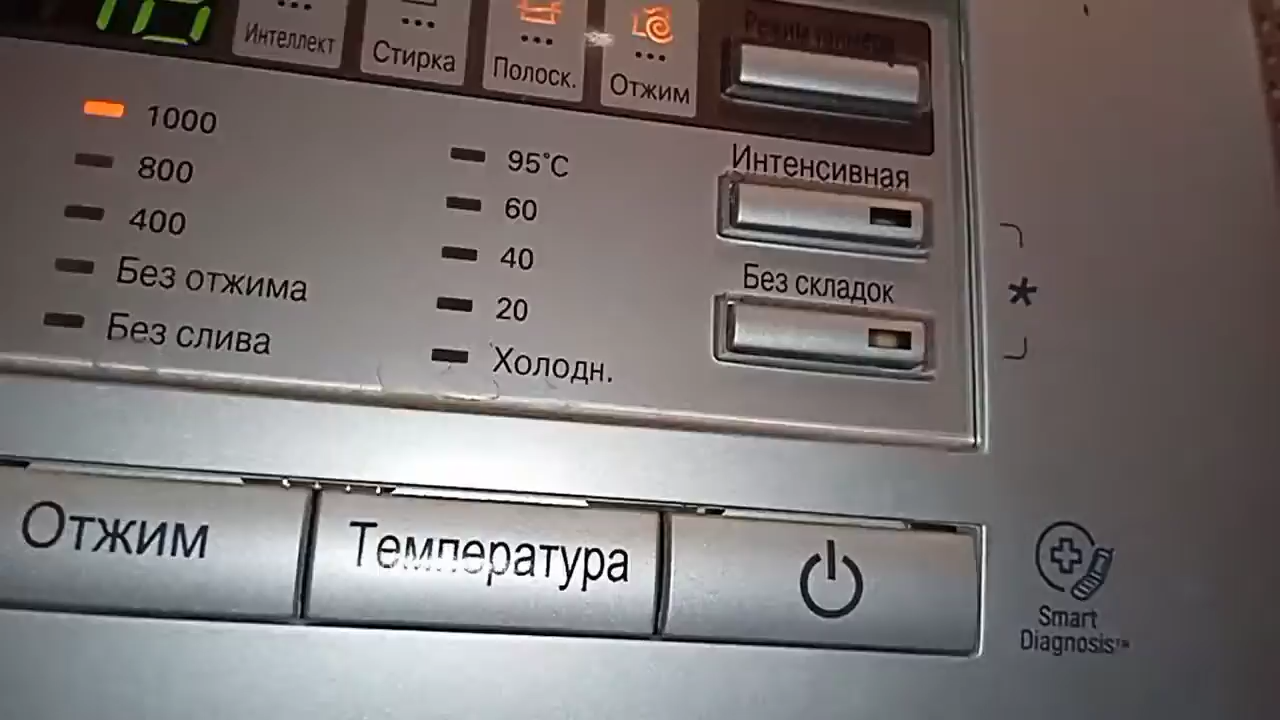 Интеллект
Стирка
Полоск.
Отжим
Режим таймера
1000
800
400
Без отжима
Без слива
95°C
60
40
20
Холодн.
Интенсивная
Без складок
*
Отжим
Температура
Smart
Diagnosis™